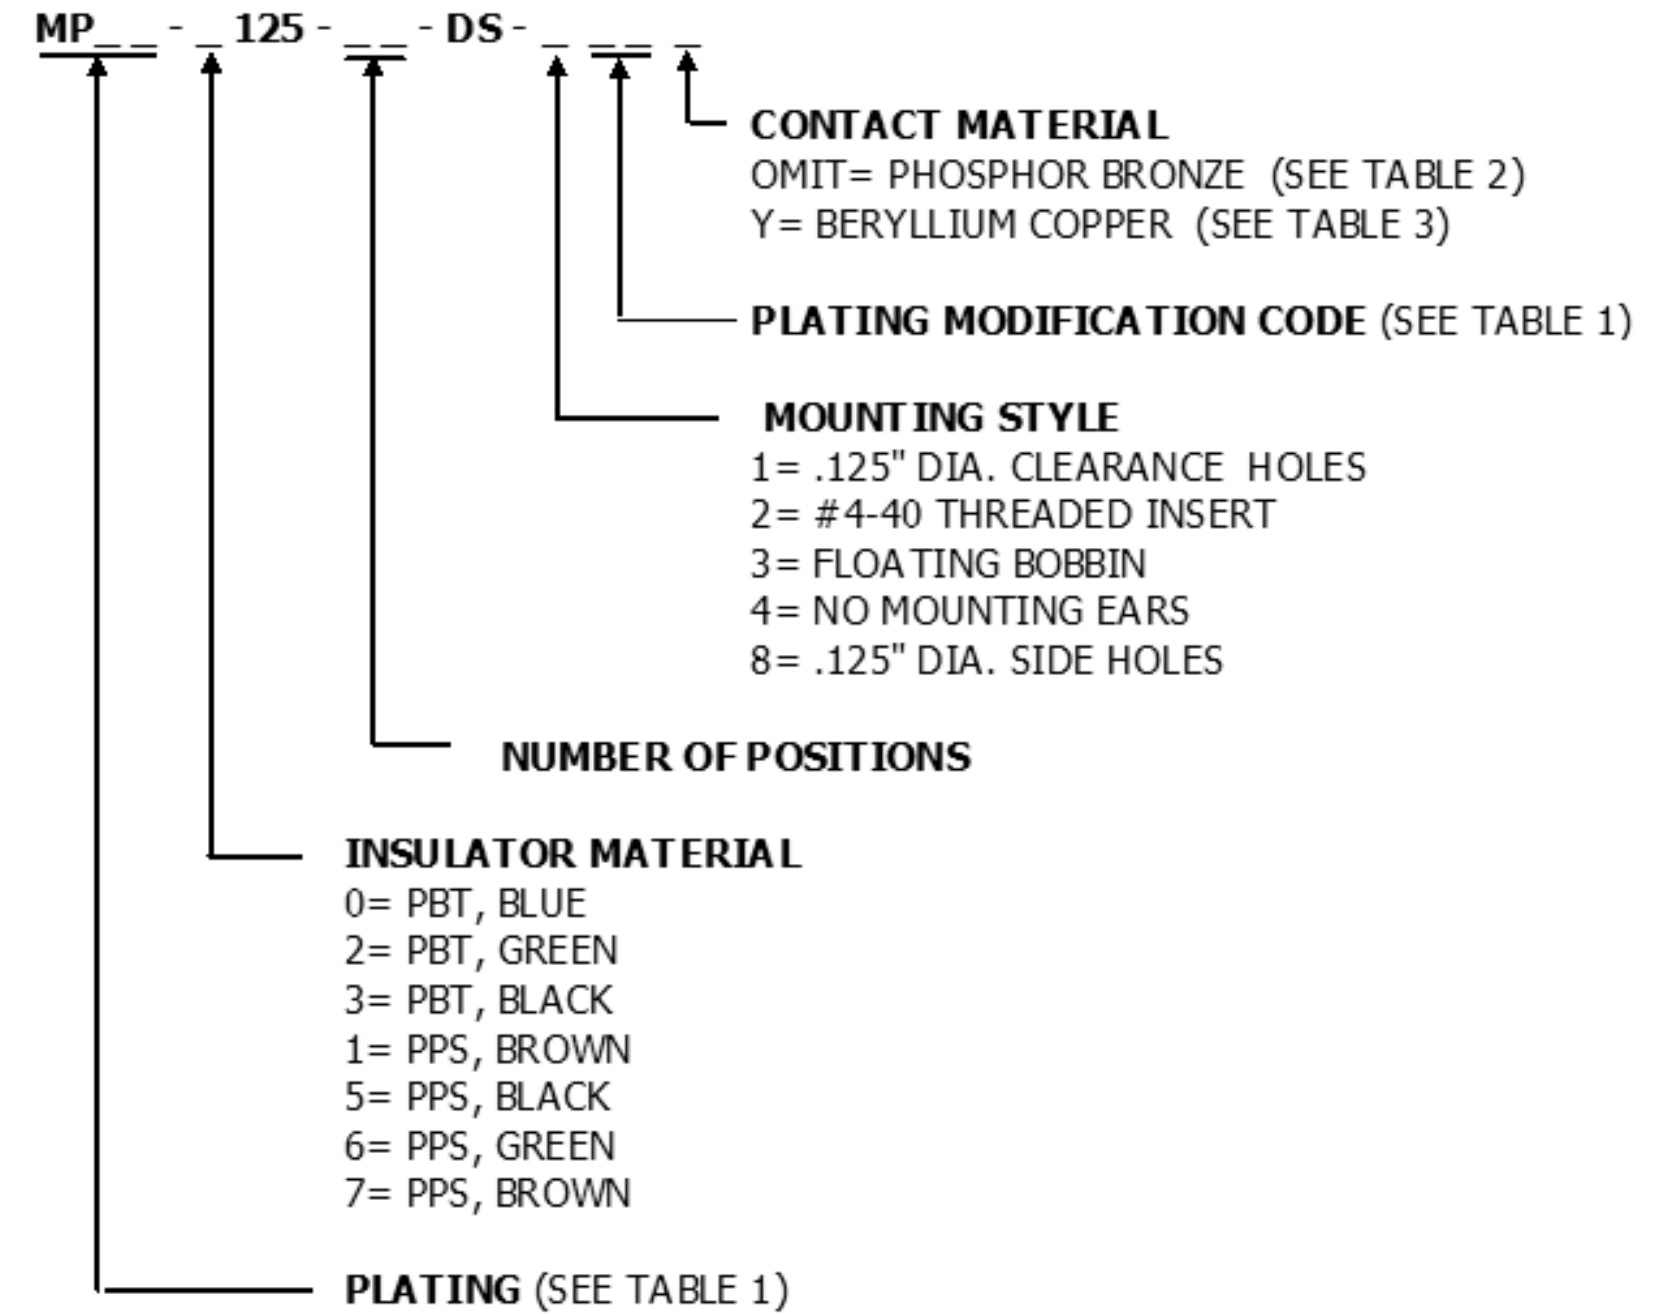 MP_ _ - _ 125 - _ _ - DS - _ _ _ _
CONTACT MATERIAL
OMIT= PHOSPHOR BRONZE (SEE TABLE 2)
Y= BERYLLIUM COPPER (SEE TABLE 3)
PLATING MODIFICATION CODE (SEE TABLE 1)
MOUNTING STYLE
1= .125" DIA. CLEARANCE HOLES
2= #4-40 THREADED INSERT
3= FLOATING BOBBIN
4= NO MOUNTING EARS
8= .125" DIA. SIDE HOLES
NUMBER OF POSITIONS
INSULATOR MATERIAL
0= PBT, BLUE
2= PBT, GREEN
3= PBT, BLACK
1= PPS, BROWN
5= PPS, BLACK
6= PPS, GREEN
7= PPS, BROWN
PLATING (SEE TABLE 1)